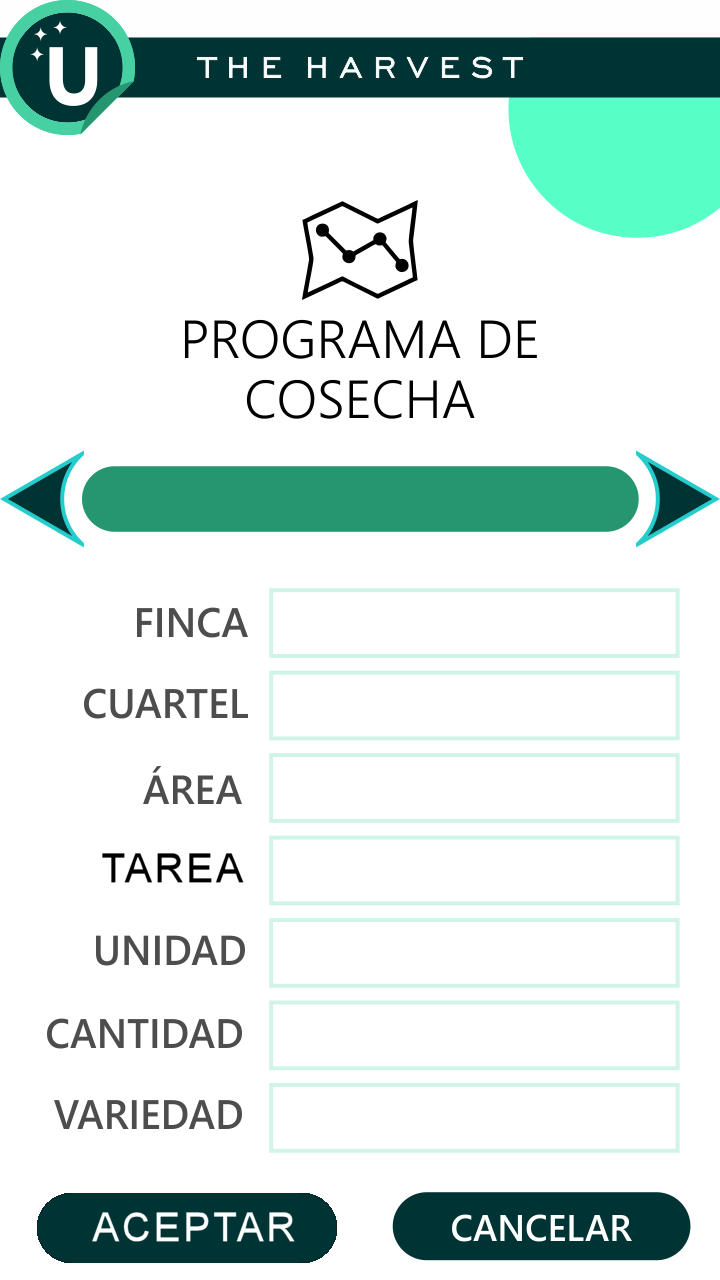 U
THE HARVEST
PROGRAMA DE
COSECHA
FINCA
CUARTEL
ÁREA
TAREA
UNIDAD
CANTIDAD
VARIEDAD
ACEPTAR
CANCELAR